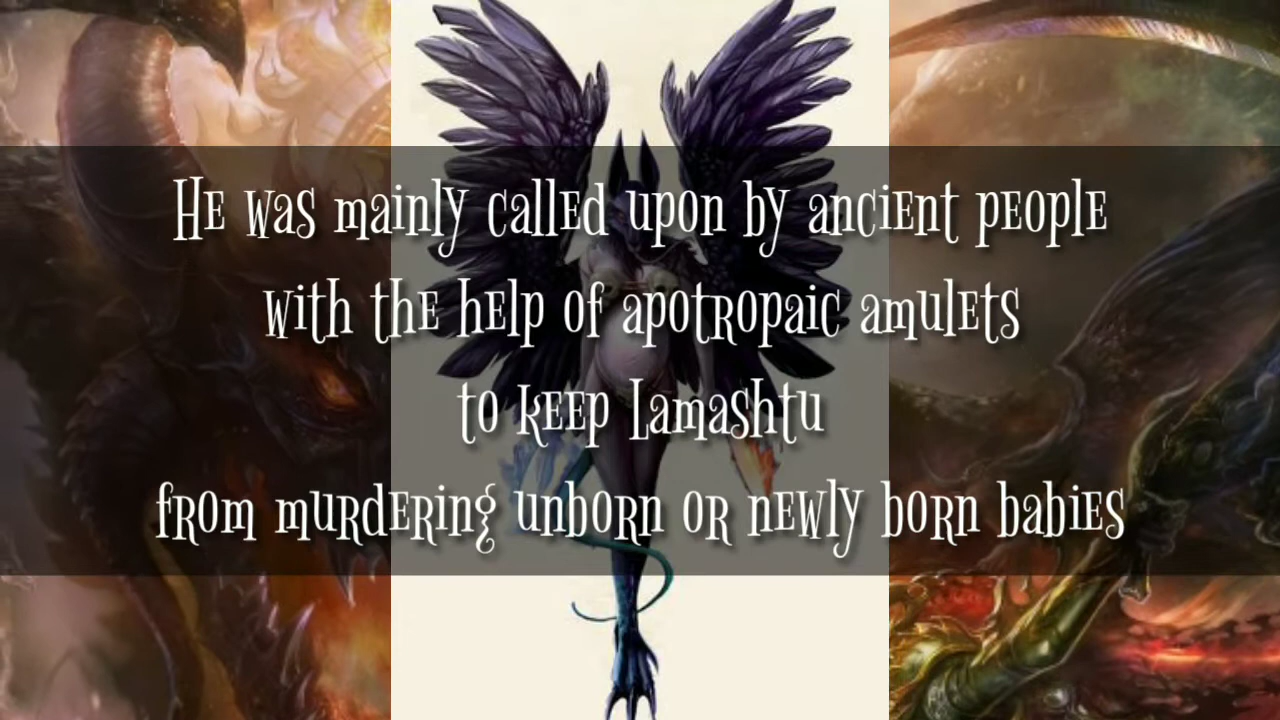 He was mainly called upon by ancient people
with the help of apotropaic amulets
to keep Lamashtu
from murdering unborn or newly born babies